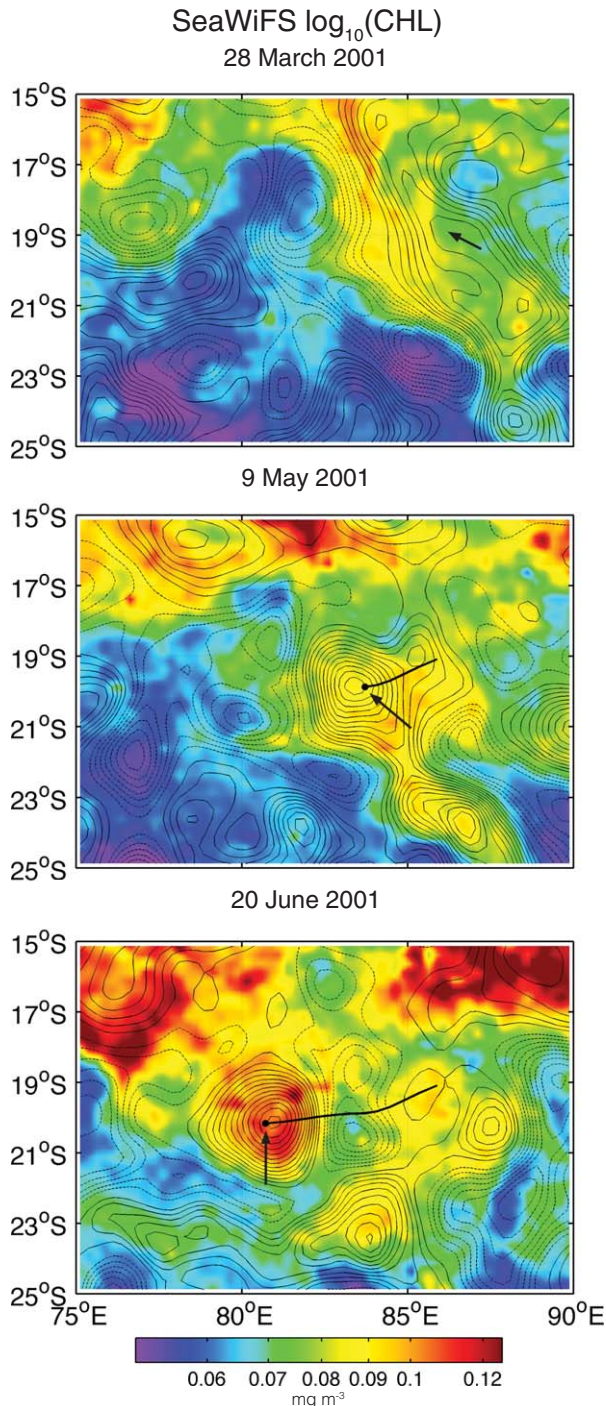 SeaWiFS log₁₀(CHL)
28 March 2001
15°S
17°S
19°S
21°S
23°S
25°S
9 May 2001
15°S
17°S
19°S
21°S
23°S
25°S
20 June 2001
15°S
17°S
19°S
21°S
23°S
25°S
75°E 80°E 85°E 90°E
0.06 0.07 0.08 0.09 0.1 0.12
mg m⁻³